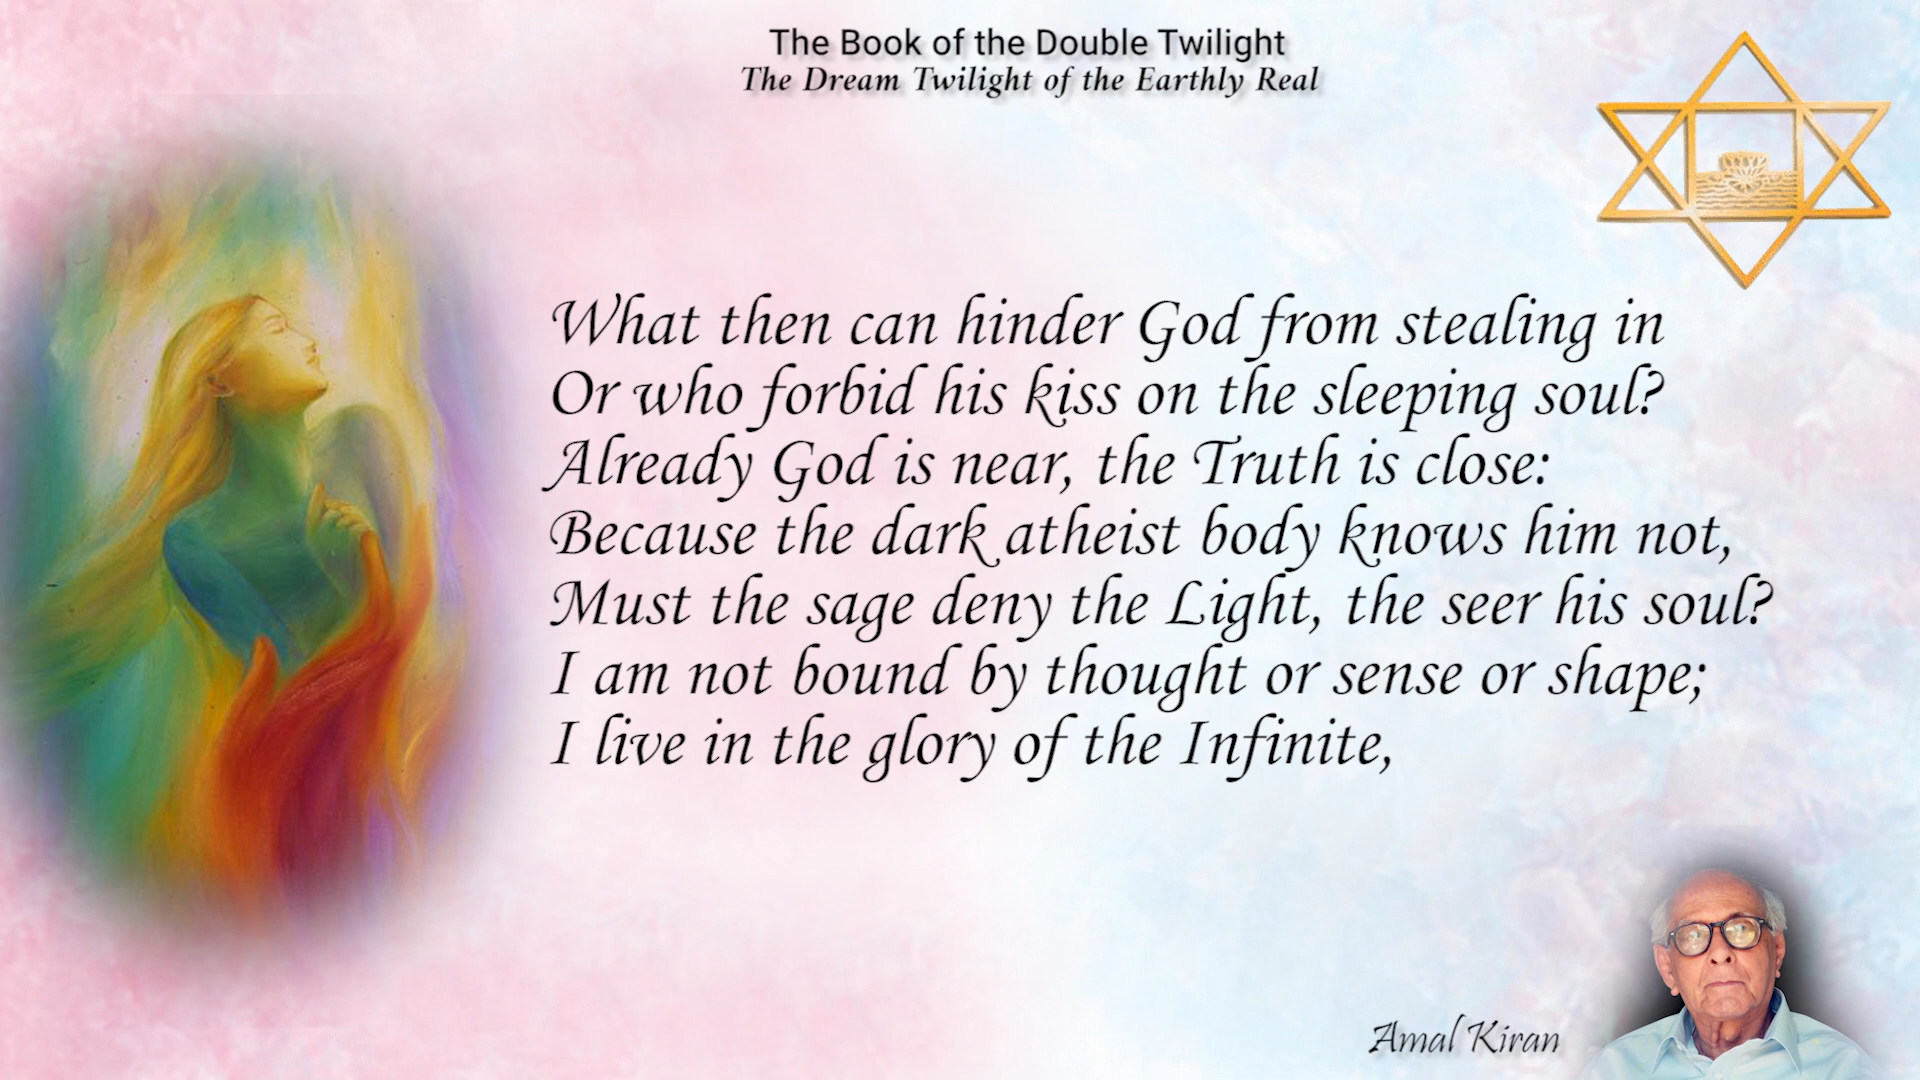 The Book of the Double Twilight
The Dream Twilight of the Earthly Real
What then can hinder God from stealing in
Or who forbid his kiss on the sleeping soul?
Already God is near, the Truth is close:
Because the dark atheist body knows him not,
Must the sage deny the Light, the seer his soul?
I am not bound by thought or sense or shape;
I live in the glory of the Infinite,
Amal Kiran